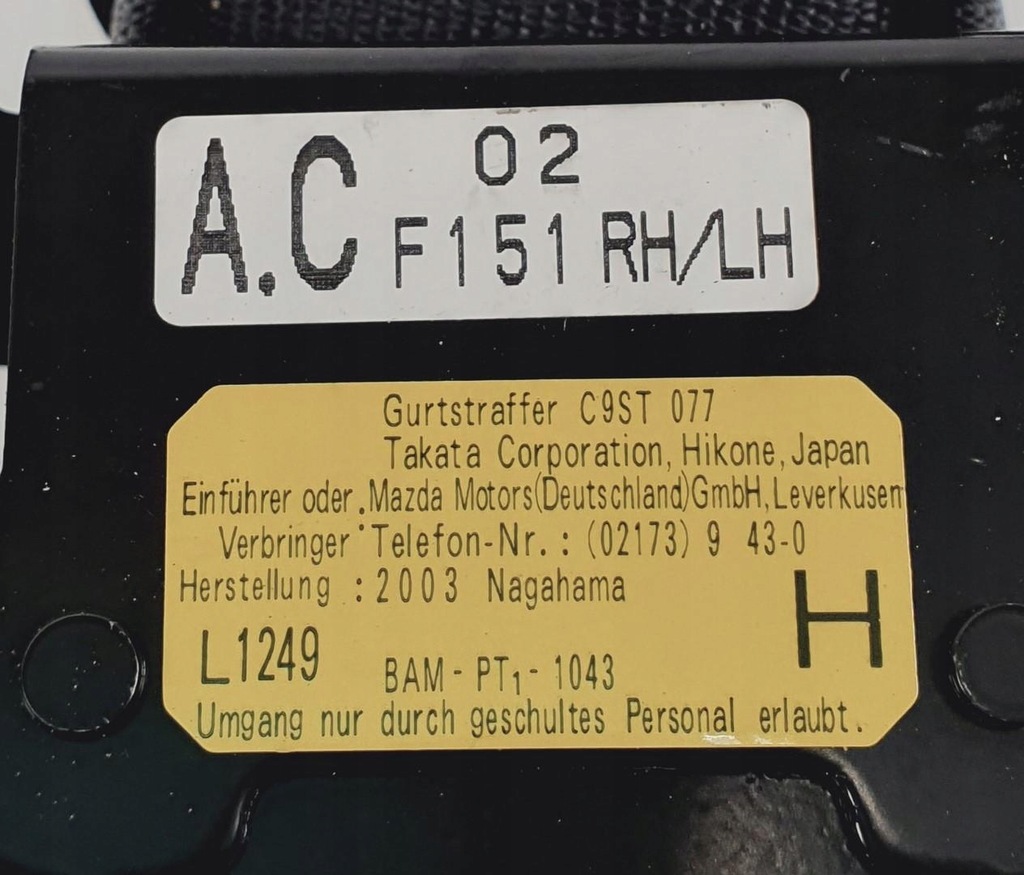 A.C 02
F151 RH/LH
Gurtstraffer C9ST 077
Takata Corporation, Hikone, Japan
Einführer oder : Mazda Motors(Deutschland)GmbH, Leverkusen
Verbringer Telefon-Nr. : (02173) 9 43-0
Herstellung : 2003 Nagahama
H
L1249 BAM - PT1 - 1043
Umgang nur durch geschultes Personal erlaubt.